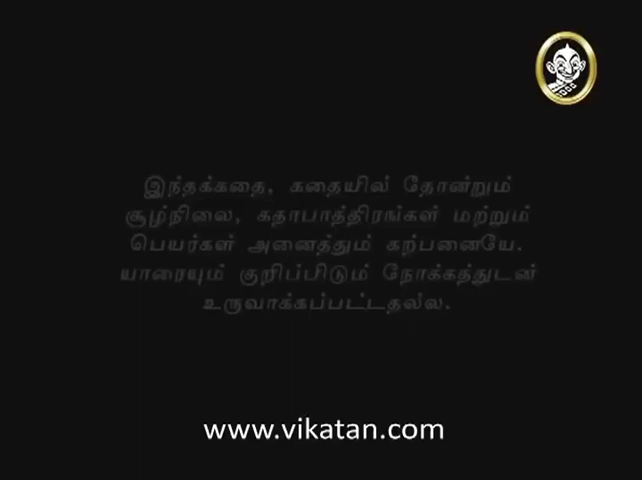 இந்தக்கதை, கதையில் தோன்றும்
சூழ்நிலை, கதாபாத்திரங்கள் மற்றும்
பெயர்கள் அனைத்தும் கற்பனையே.
யாரையும் குறிப்பிடும் நோக்கத்துடன்
உருவாக்கப்பட்டதல்ல.
www.vikatan.com